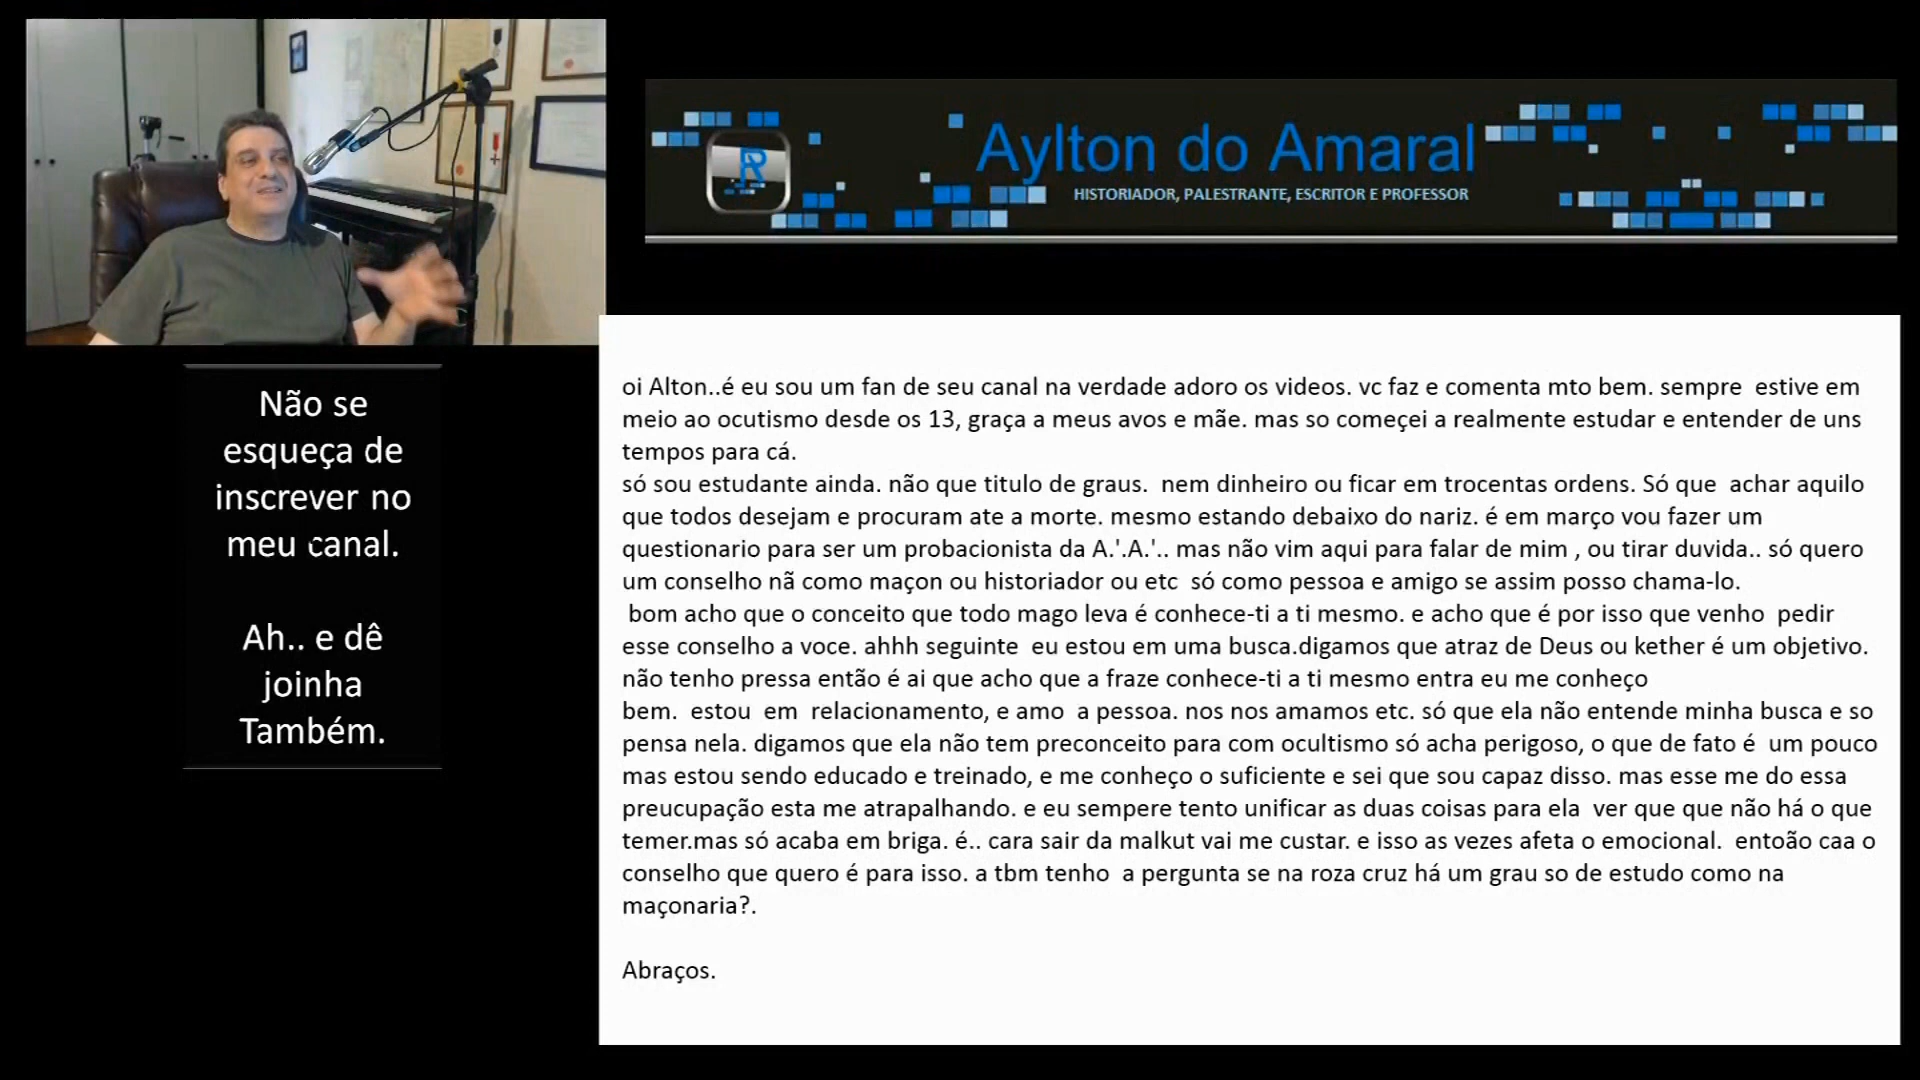 Aylton do Amaral
HISTORIADOR, PALESTRANTE, ESCRITOR E PROFESSOR
Não se
esqueça de
inscrever no
meu canal.
Ah.. e dê
joinha
Também.
oi Alton..é eu sou um fan de seu canal na verdade adoro os videos. vc faz e comenta mto bem. sempre  estive em
meio ao ocutismo desde os 13, graça a meus avos e mãe. mas so começei a realmente estudar e entender de uns
tempos para cá.
só sou estudante ainda. não que titulo de graus.  nem dinheiro ou ficar em trocentas ordens. Só que  achar aquilo
que todos desejam e procuram ate a morte. mesmo estando debaixo do nariz. é em março vou fazer um
questionario para ser um probacionista da A.'.A.'.. mas não vim aqui para falar de mim , ou tirar duvida.. só quero
um conselho nã como maçon ou historiador ou etc  só como pessoa e amigo se assim posso chama-lo.
bom acho que o conceito que todo mago leva é conhece-ti a ti mesmo. e acho que é por isso que venho  pedir
esse conselho a voce. ahhh seguinte  eu estou em uma busca.digamos que atraz de Deus ou kether é um objetivo.
não tenho pressa então é ai que acho que a fraze conhece-ti a ti mesmo entra eu me conheço
bem.  estou  em  relacionamento, e amo  a pessoa. nos nos amamos etc. só que ela não entende minha busca e so
pensa nela. digamos que ela não tem preconceito para com ocultismo só acha perigoso, o que de fato é  um pouco
mas estou sendo educado e treinado, e me conheço o suficiente e sei que sou capaz disso. mas esse me do essa
preucupação esta me atrapalhando. e eu sempere tento unificar as duas coisas para ela  ver que que não há o que
temer.mas só acaba em briga. é.. cara sair da malkut vai me custar. e isso as vezes afeta o emocional.  entoão caa o
conselho que quero é para isso. a tbm tenho  a pergunta se na roza cruz há um grau so de estudo como na
maçonaria?.
Abraços.